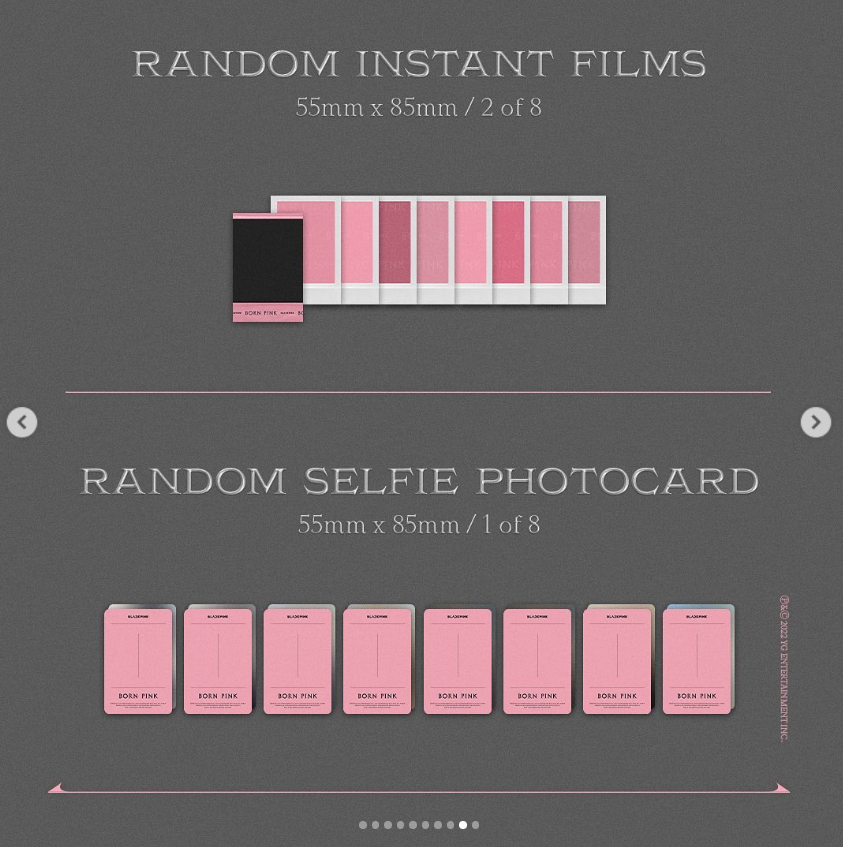 RANDOM INSTANT FILMS
55mm x 85mm / 2 of 8
BORN PINK
RANDOM SELFIE PHOTOCARD
55mm x 85mm / 1 of 8
BLACKPINK BLACKPINK BLACKPINK BLACKPINK BLACKPINK BLACKPINK BLACKPINK BLACKPINK
BORN PINK BORN PINK BORN PINK BORN PINK BORN PINK BORN PINK BORN PINK BORN PINK
Ⓟ&Ⓒ 2022 YG ENTERTAINMENT INC.